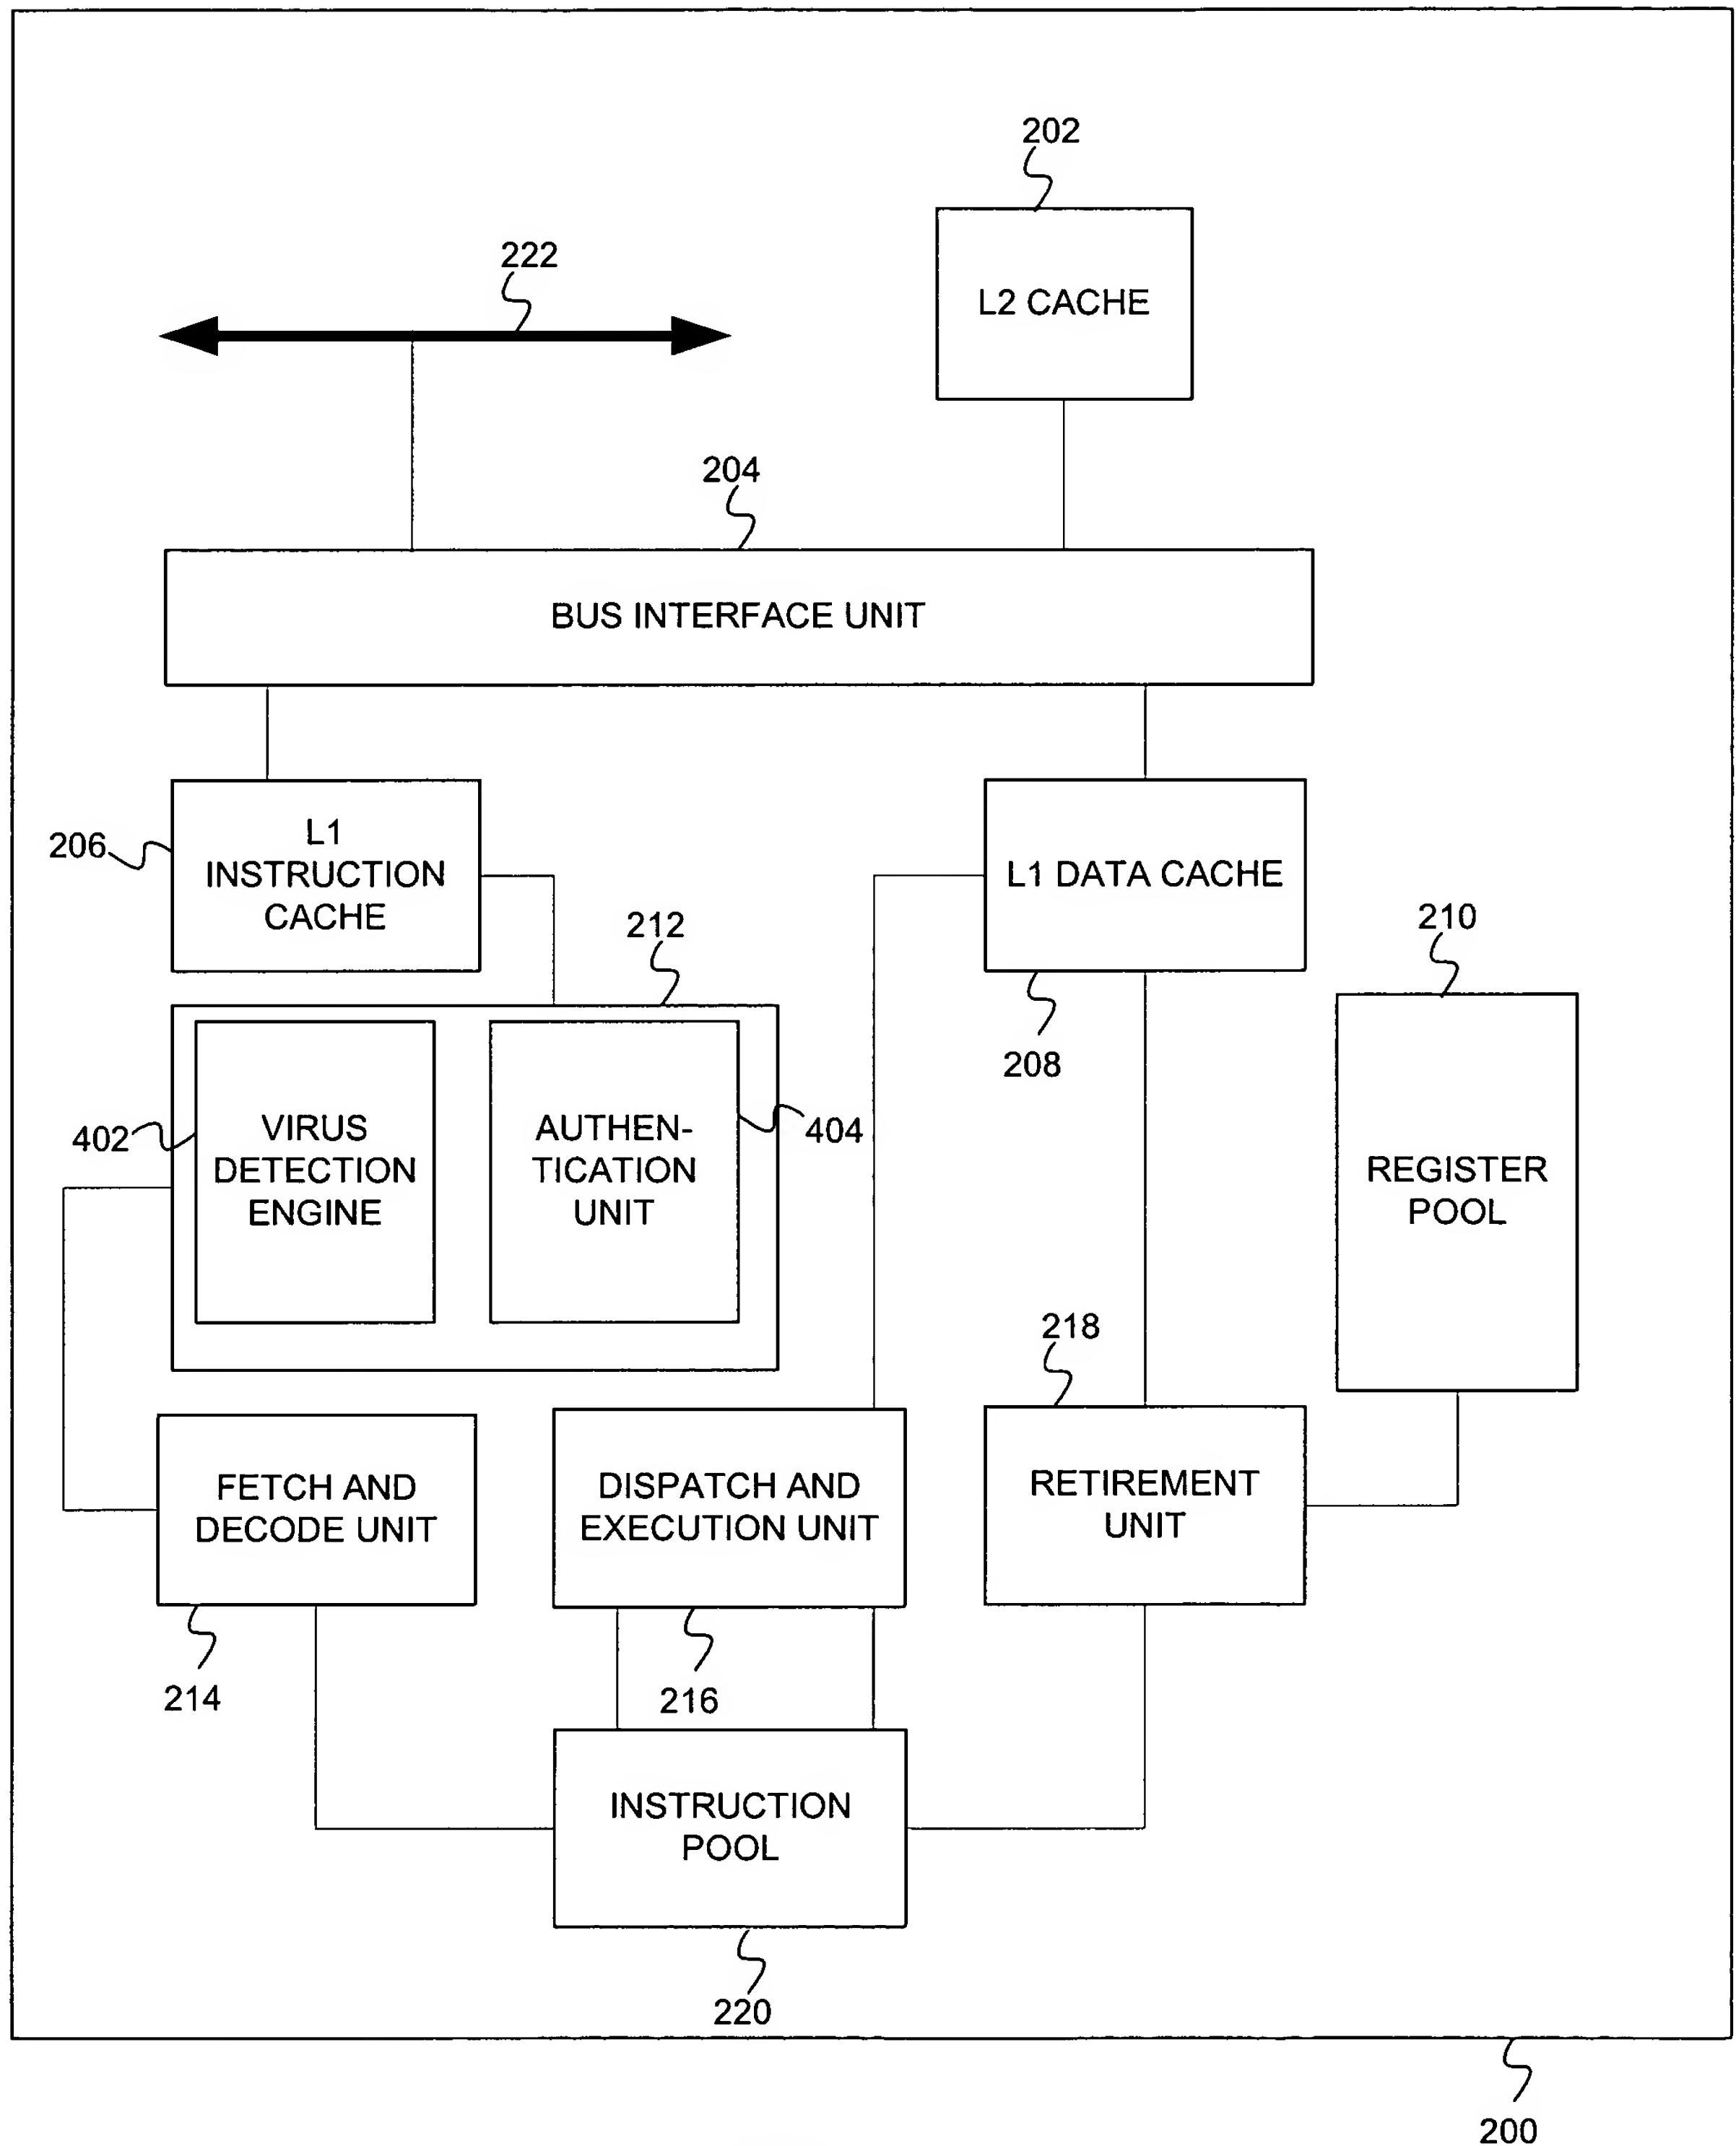 202
222
L2 CACHE
204
BUS INTERFACE UNIT
206
L1
INSTRUCTION
CACHE
L1 DATA CACHE
212
210
208
402
VIRUS
DETECTION
ENGINE
AUTHEN-
TICATION
UNIT
404
REGISTER
POOL
218
FETCH AND
DECODE UNIT
DISPATCH AND
EXECUTION UNIT
RETIREMENT
UNIT
214
216
INSTRUCTION
POOL
220
200